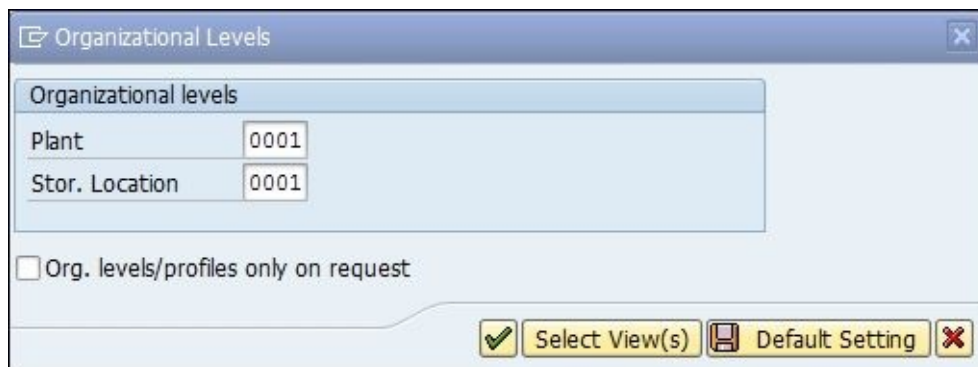 Organizational Levels
Organizational levels
Plant 0001
Stor. Location 0001
Org. levels/profiles only on request
Select View(s) Default Setting